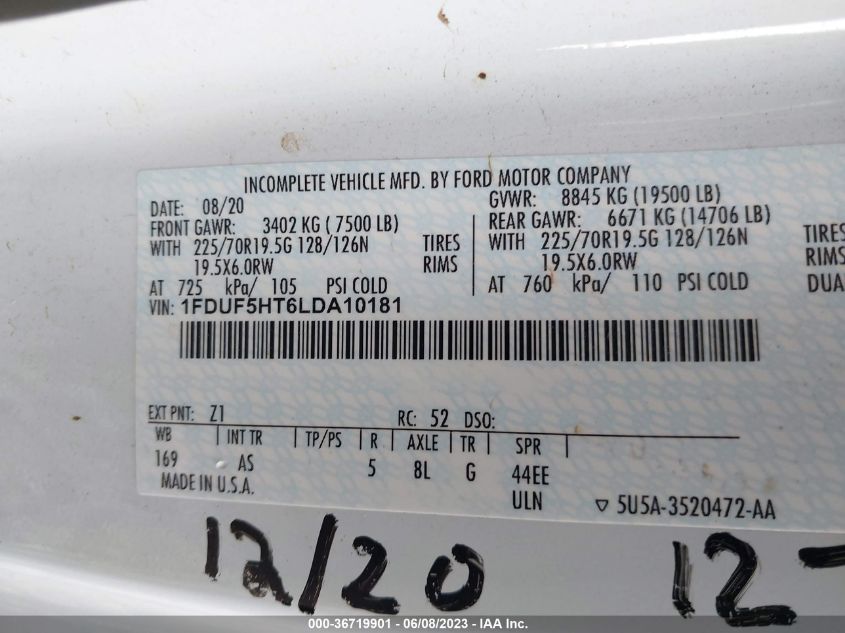 INCOMPLETE VEHICLE MFD. BY FORD MOTOR COMPANY
DATE: 08/20 GVWR: 8845 KG (19500 LB)
FRONT GAWR: 3402 KG ( 7500 LB) REAR GAWR: 6671 KG (14706 LB)
WITH 225/70R19.5G 128/126N TIRES WITH 225/70R19.5G 128/126N TIRES
19.5X6.0RW RIMS 19.5X6.0RW RIMS
AT 725 kPa/ 105 PSI COLD AT 760 kPa/ 110 PSI COLD DUA
VIN: 1FDUF5HT6LDA10181
EXT PNT: Z1 RC: 52 DSO:
WB | INT TR | TP/PS | R | AXLE | TR | SPR |
169 AS 5 8L G 44EE
MADE IN U.S.A. ULN ▽ 5U5A-3520472-AA
12/20 12-
000-36719901 - 06/08/2023 - IAA Inc.